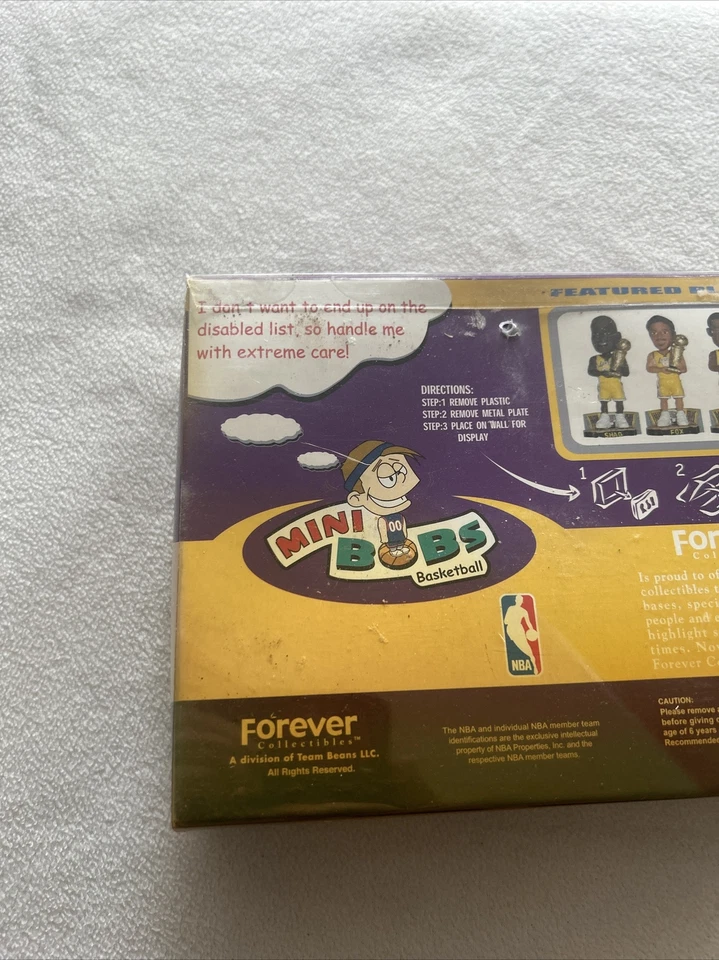 I don't want to end up on the
disabled list, so handle me
with extreme care!
FEATURED
DIRECTIONS:
STEP:1 REMOVE PLASTIC
STEP:2 REMOVE METAL PLATE
STEP:3 PLACE ON WALL FOR
DISPLAY
SHAQ
FOX
1
2
00
MINI
BOBS
Basketball
NBA
For
Col
Is proud to of
collectibles t
bases, speci
people and e
highlight
times. No
Forever C
Forever
Collectibles™
A division of Team Beans LLC.
All Rights Reserved.
The NBA and individual NBA member team
identifications are the exclusive intellectual
property of NBA Properties, Inc. and the
respective NBA member teams.
CAUTION:
Please remove a
before giving
age of 6 years
Recommende